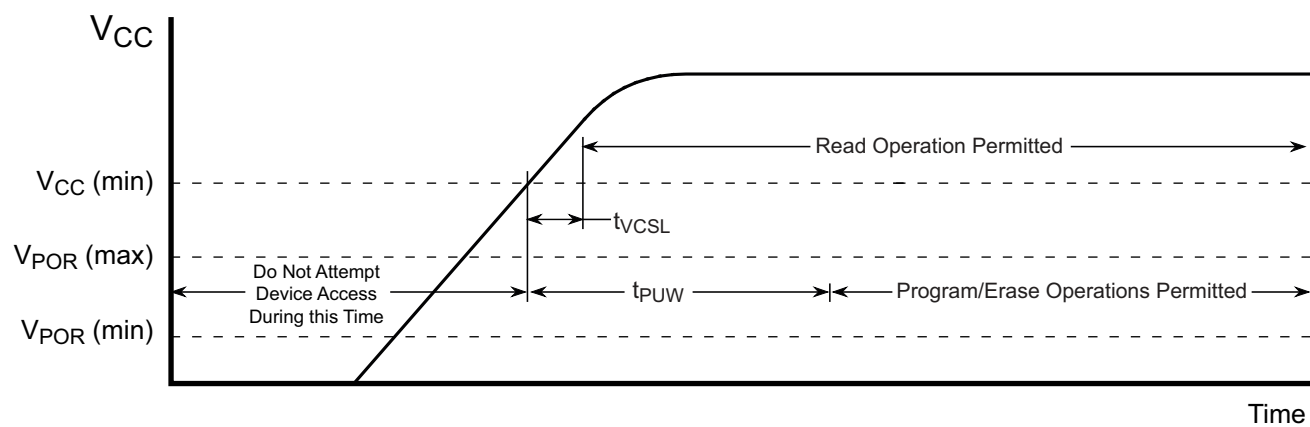 VCC
Read Operation Permitted
VCC (min)
tVCSL
VPOR (max)
Do Not Attempt
Device Access
During this Time
tPUW
Program/Erase Operations Permitted
VPOR (min)
Time